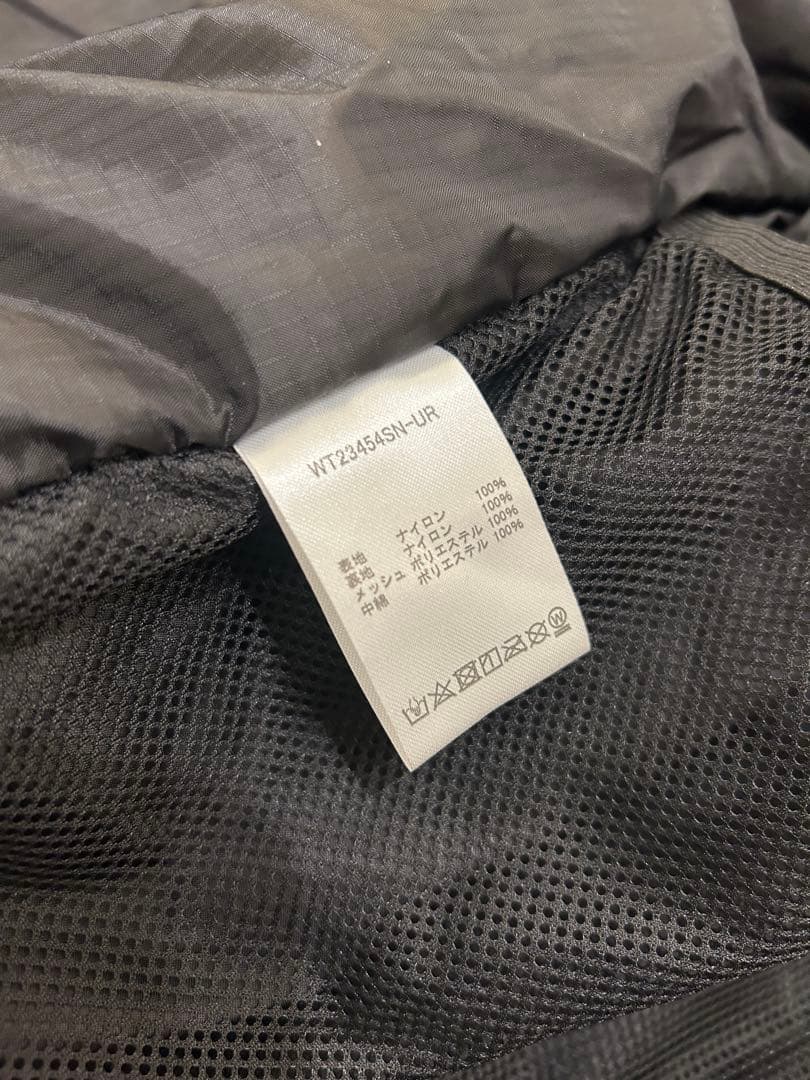 WT23454SN-UR
表地 ナイロン 100%
裏地 ナイロン 100%
メッシュ ポリエステル 100%
中綿 ポリエステル 100%
W